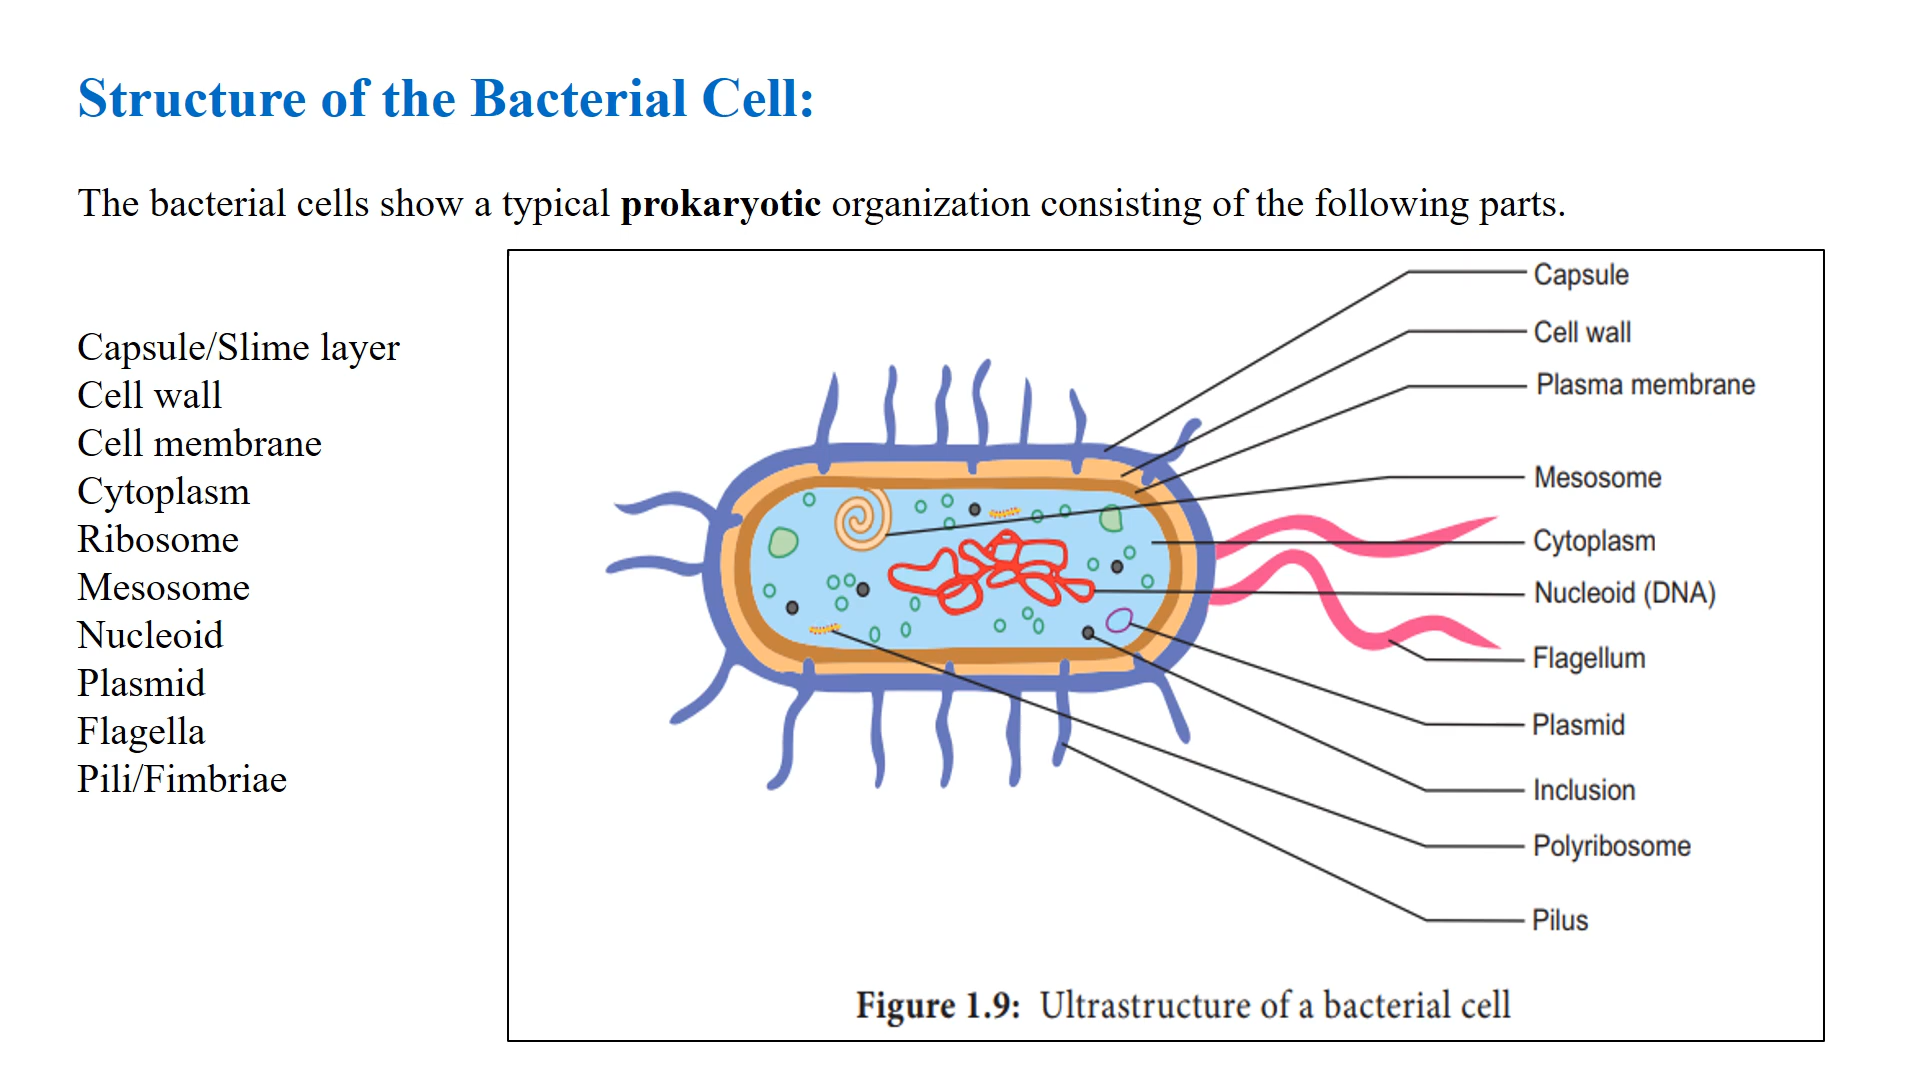 Structure of the Bacterial Cell:
The bacterial cells show a typical prokaryotic organization consisting of the following parts.
Capsule/Slime layer
Cell wall
Cell membrane
Cytoplasm
Ribosome
Mesosome
Nucleoid
Plasmid
Flagella
Pili/Fimbriae
Capsule
Cell wall
Plasma membrane
Mesosome
Cytoplasm
Nucleoid (DNA)
Flagellum
Plasmid
Inclusion
Polyribosome
Pilus
Figure 1.9: Ultrastructure of a bacterial cell